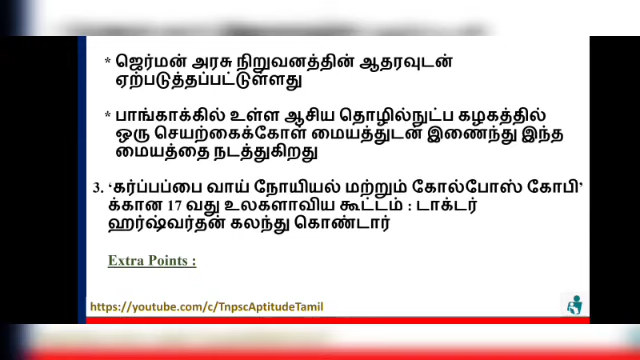 * ஜெர்மன் அரசு நிறுவனத்தின் ஆதரவுடன்
ஏற்படுத்தப்பட்டுள்ளது
* பாங்காக்கில் உள்ள ஆசிய தொழில்நுட்ப கழகத்தில்
ஒரு செயற்கைக்கோள் மையத்துடன் இணைந்து இந்த
மையத்தை நடத்துகிறது
3. ‘கர்ப்பப்பை வாய் நோயியல் மற்றும் கோல்போஸ் கோபி’
க்கான 17 வது உலகளாவிய கூட்டம் : டாக்டர்
ஹர்ஷ்வர்தன் கலந்து கொண்டார்
Extra Points :
https://youtube.com/c/TnpscAptitudeTamil